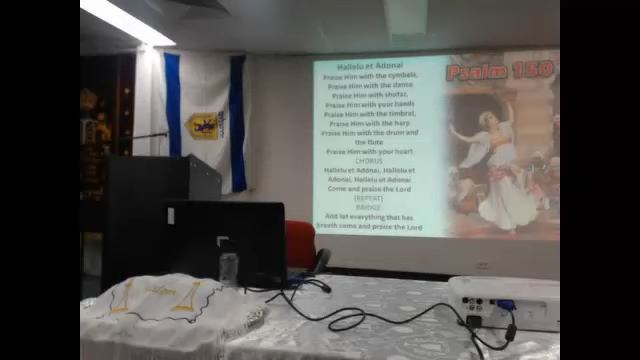 Hallelu et Adonai
Praise Him with the cymbals,
Praise Him with the dance
Praise Him with shofar,
Praise Him with your hands
Praise Him with the timbrel,
Praise Him with the harp
Praise Him with the drum and
the flute
Praise Him with your heart
CHORUS
Hallelu et Adonai, Hallelu et
Adonai, Hallelu et Adonai
Come and praise the Lord
(REPEAT)
BRIDGE
And let everything that has
breath come and praise the Lord
Psalm 150